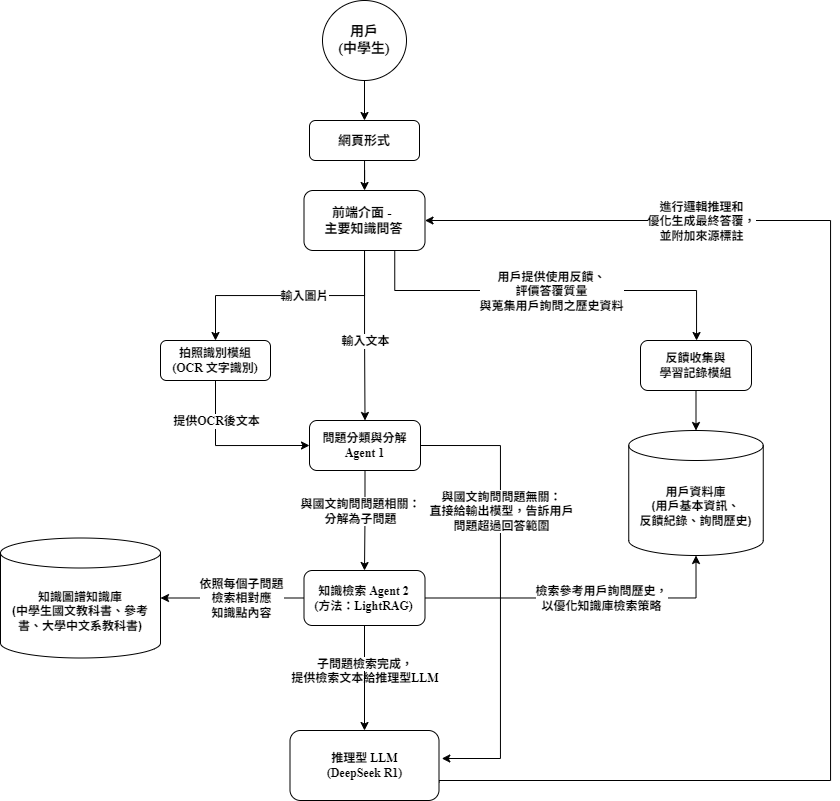 用戶
(中學生)
網頁形式
前端介面 -
主要知識問答
進行邏輯推理和
優化生成最終答覆，
並附加來源標註
用戶提供使用反饋、
評價答覆質量
與蒐集用戶詢問之歷史資料
輸入圖片
輸入文本
拍照識別模組
(OCR 文字識別)
反饋收集與
學習記錄模組
提供OCR後文本
問題分類與分解
Agent 1
用戶資料庫
(用戶基本資訊、
反饋紀錄、詢問歷史)
與國文詢問問題相關：
分解為子問題
與國文詢問問題無關：
直接給輸出模型，告訴用戶
問題超過回答範圍
知識圖譜知識庫
(中學生國文教科書、參考
書、大學中文系教科書)
依照每個子問題
檢索相對應
知識點內容
知識檢索 Agent 2
(方法：LightRAG)
檢索參考用戶詢問歷史，
以優化知識庫檢索策略
子問題檢索完成，
提供檢索文本給推理型LLM
推理型 LLM
(DeepSeek R1)